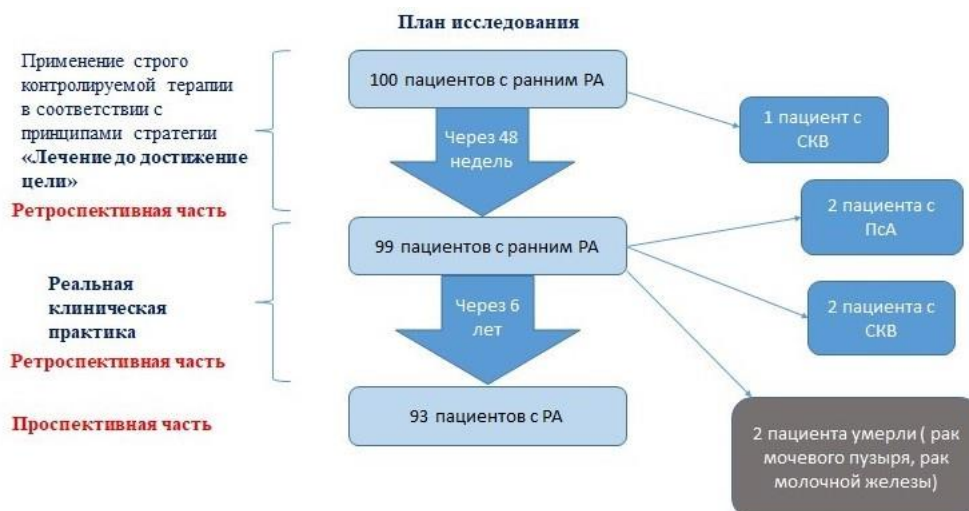 План исследования
Применение строго
контролируемой терапии
в соответствии с
принципами стратегии
«Лечение до достижение
цели»
Ретроспективная часть
100 пациентов с ранним РА
Через 48
недель
1 пациент с
СКВ
99 пациентов с ранним РА
2 пациента с
ПсА
Реальная
клиническая
практика
Ретроспективная часть
Через 6
лет
2 пациента с
СКВ
Проспективная часть
93 пациентов с РА
2 пациента умерли ( рак
мочевого пузыря, рак
молочной железы)